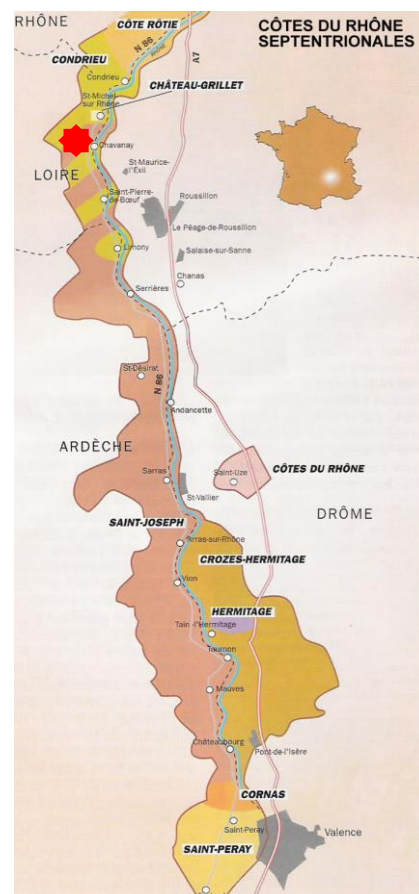 RHÔNE
CÔTE RÔTIE
CÔTES DU RHÔNE
SEPTENTRIONALES
N 86
Rhône
A7
CONDRIEU
Condrieu
CHÂTEAU-GRILLET
St-Michel-
sur Rhône
Chavanay
St-Maurice-
l'Exil
LOIRE
Saint-Pierre-
de-Bœuf
Roussillon
Le Péage-de-Roussillon
Limony
Salaise-sur-Sanne
Chanas
Serrières
St-Désirat
N 86
Andancette
ARDÈCHE
Saint-Uze
CÔTES DU RHÔNE
Sarras
St-Vallier
DRÔME
SAINT-JOSEPH
Arras-sur-Rhône
CROZES-HERMITAGE
Vion
HERMITAGE
Tain -l'Hermitage
Tournon
Mauves
Châteaubourg
Pont-de-l'Isère
CORNAS
Saint-Peray
Valence
SAINT-PERAY